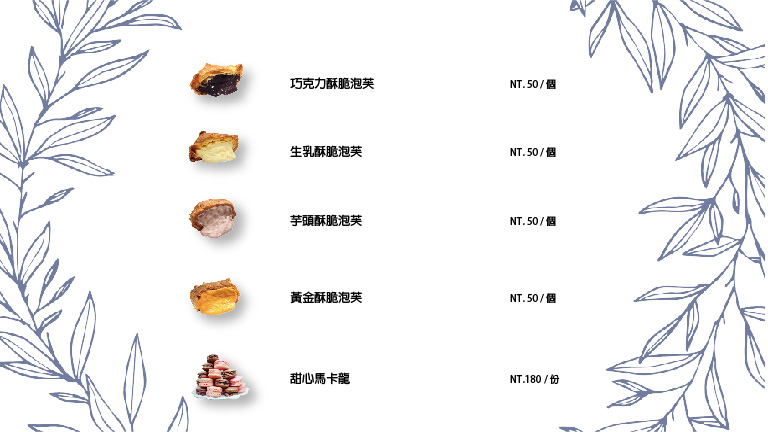 巧克力酥脆泡芙 NT. 50 / 個
生乳酥脆泡芙 NT. 50 / 個
芋頭酥脆泡芙 NT. 50 / 個
黃金酥脆泡芙 NT. 50 / 個
甜心馬卡龍 NT.180 / 份